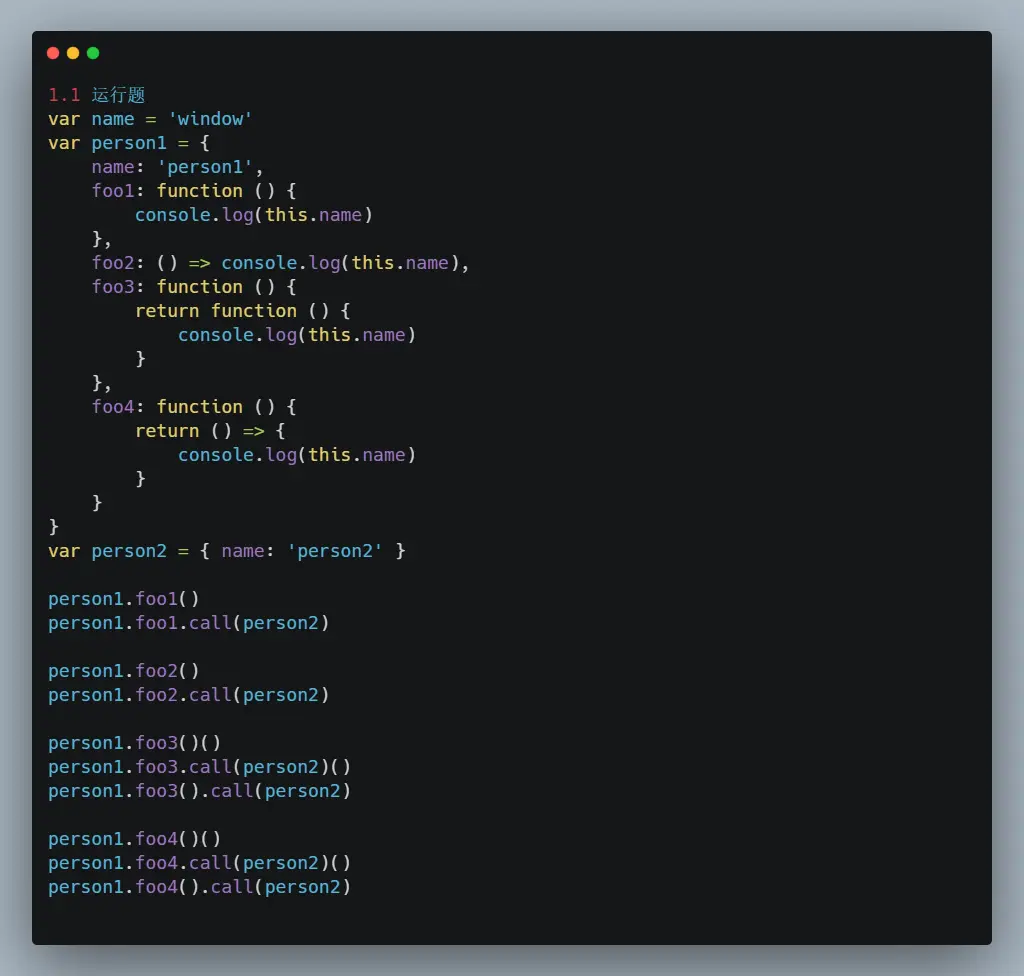 1.1 运行题
var name = 'window'
var person1 = {
    name: 'person1',
    foo1: function () {
        console.log(this.name)
    },
    foo2: () => console.log(this.name),
    foo3: function () {
        return function () {
            console.log(this.name)
        }
    },
    foo4: function () {
        return () => {
            console.log(this.name)
        }
    }
}
var person2 = { name: 'person2' }

person1.foo1()
person1.foo1.call(person2)

person1.foo2()
person1.foo2.call(person2)

person1.foo3()()
person1.foo3.call(person2)()
person1.foo3().call(person2)

person1.foo4()()
person1.foo4.call(person2)()
person1.foo4().call(person2)